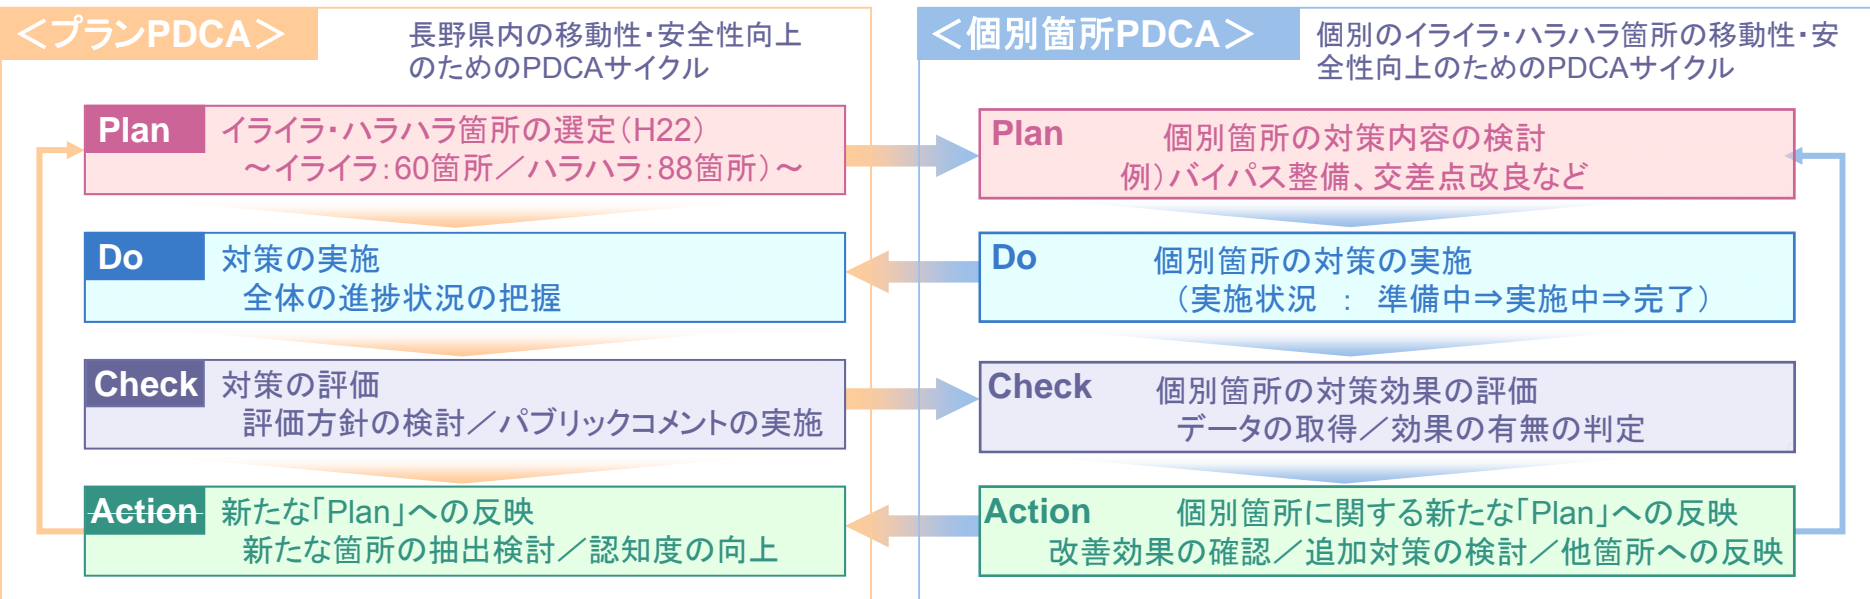 ＜プランPDCA＞
長野県内の移動性・安全性向上
のためのPDCAサイクル
Plan
イライラ・ハラハラ箇所の選定（H22）
～イライラ：60箇所／ハラハラ：88箇所）～
Do
対策の実施
全体の進捗状況の把握
Check
対策の評価
評価方針の検討／パブリックコメントの実施
Action
新たな「Plan」への反映
新たな箇所の抽出検討／認知度の向上
＜個別箇所PDCA＞
個別のイライラ・ハラハラ箇所の移動性・安
全性向上のためのPDCAサイクル
Plan
個別箇所の対策内容の検討
例）バイパス整備、交差点改良など
Do
個別箇所の対策の実施
（実施状況　：　準備中⇒実施中⇒完了）
Check
個別箇所の対策効果の評価
データの取得／効果の有無の判定
Action
個別箇所に関する新たな「Plan」への反映
改善効果の確認／追加対策の検討／他箇所への反映